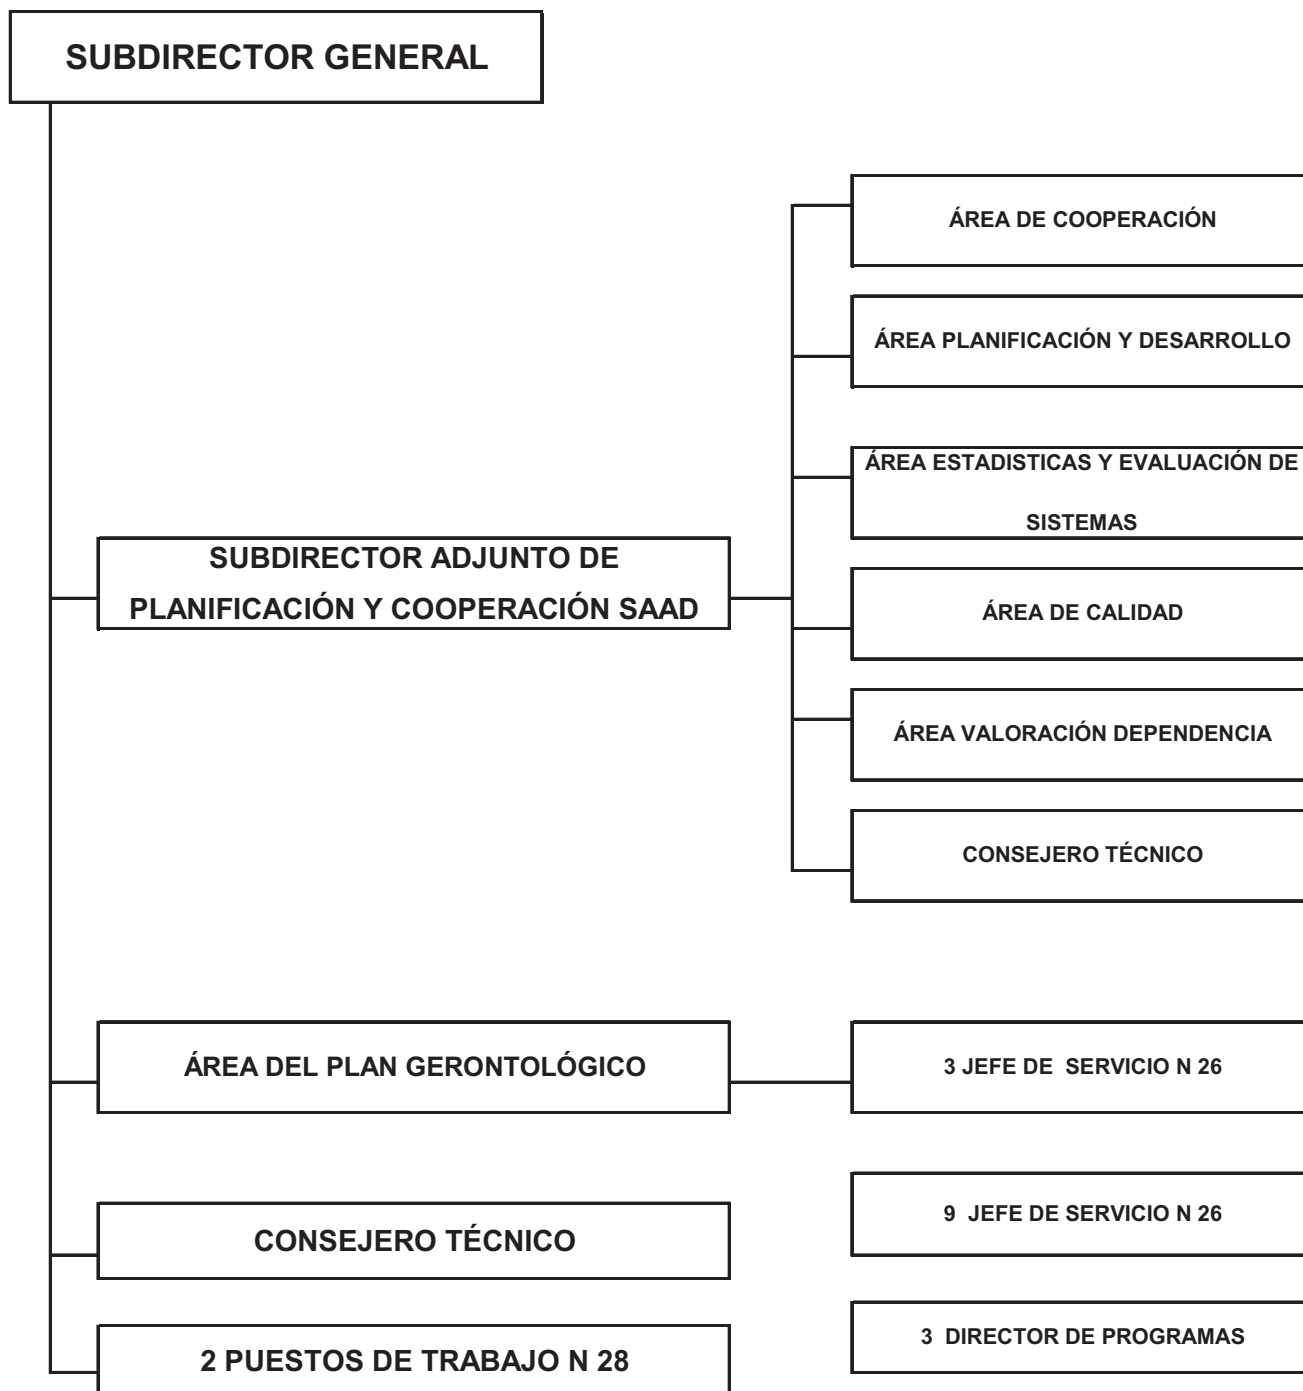 SUBDIRECTOR GENERAL
ÁREA DE COOPERACIÓN
ÁREA PLANIFICACIÓN Y DESARROLLO
ÁREA ESTADISTICAS Y EVALUACIÓN DE
SISTEMAS
SUBDIRECTOR ADJUNTO DE
PLANIFICACIÓN Y COOPERACIÓN SAAD
ÁREA DE CALIDAD
ÁREA VALORACIÓN DEPENDENCIA
CONSEJERO TÉCNICO
ÁREA DEL PLAN GERONTOLÓGICO
3 JEFE DE SERVICIO N 26
CONSEJERO TÉCNICO
9 JEFE DE SERVICIO N 26
2 PUESTOS DE TRABAJO N 28
3 DIRECTOR DE PROGRAMAS